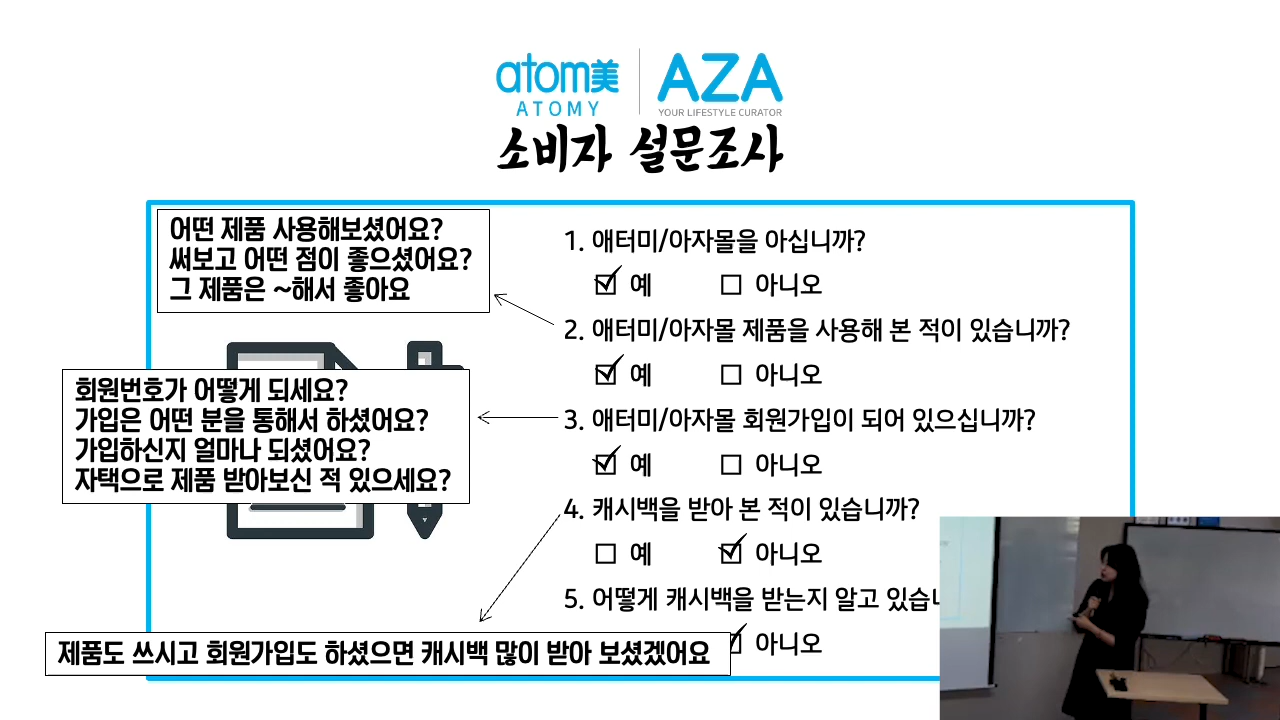 atom美
ATOMY
AZA
YOUR LIFESTYLE CURATOR
소비자 설문조사
어떤 제품 사용해보셨어요?
써보고 어떤 점이 좋으셨어요?
그 제품은 ~해서 좋아요
회원번호가 어떻게 되세요?
가입은 어떤 분을 통해서 하셨어요?
가입하신지 얼마나 되셨어요?
자택으로 제품 받아보신 적 있으세요?
제품도 쓰시고 회원가입도 하셨으면 캐시백 많이 받아 보셨겠어요
1. 애터미/아자몰을 아십니까?
예 아니오
2. 애터미/아자몰 제품을 사용해 본 적이 있습니까?
예 아니오
3. 애터미/아자몰 회원가입이 되어 있으십니까?
예 아니오
4. 캐시백을 받아 본 적이 있습니까?
예 아니오
5. 어떻게 캐시백을 받는지 알고
아니오